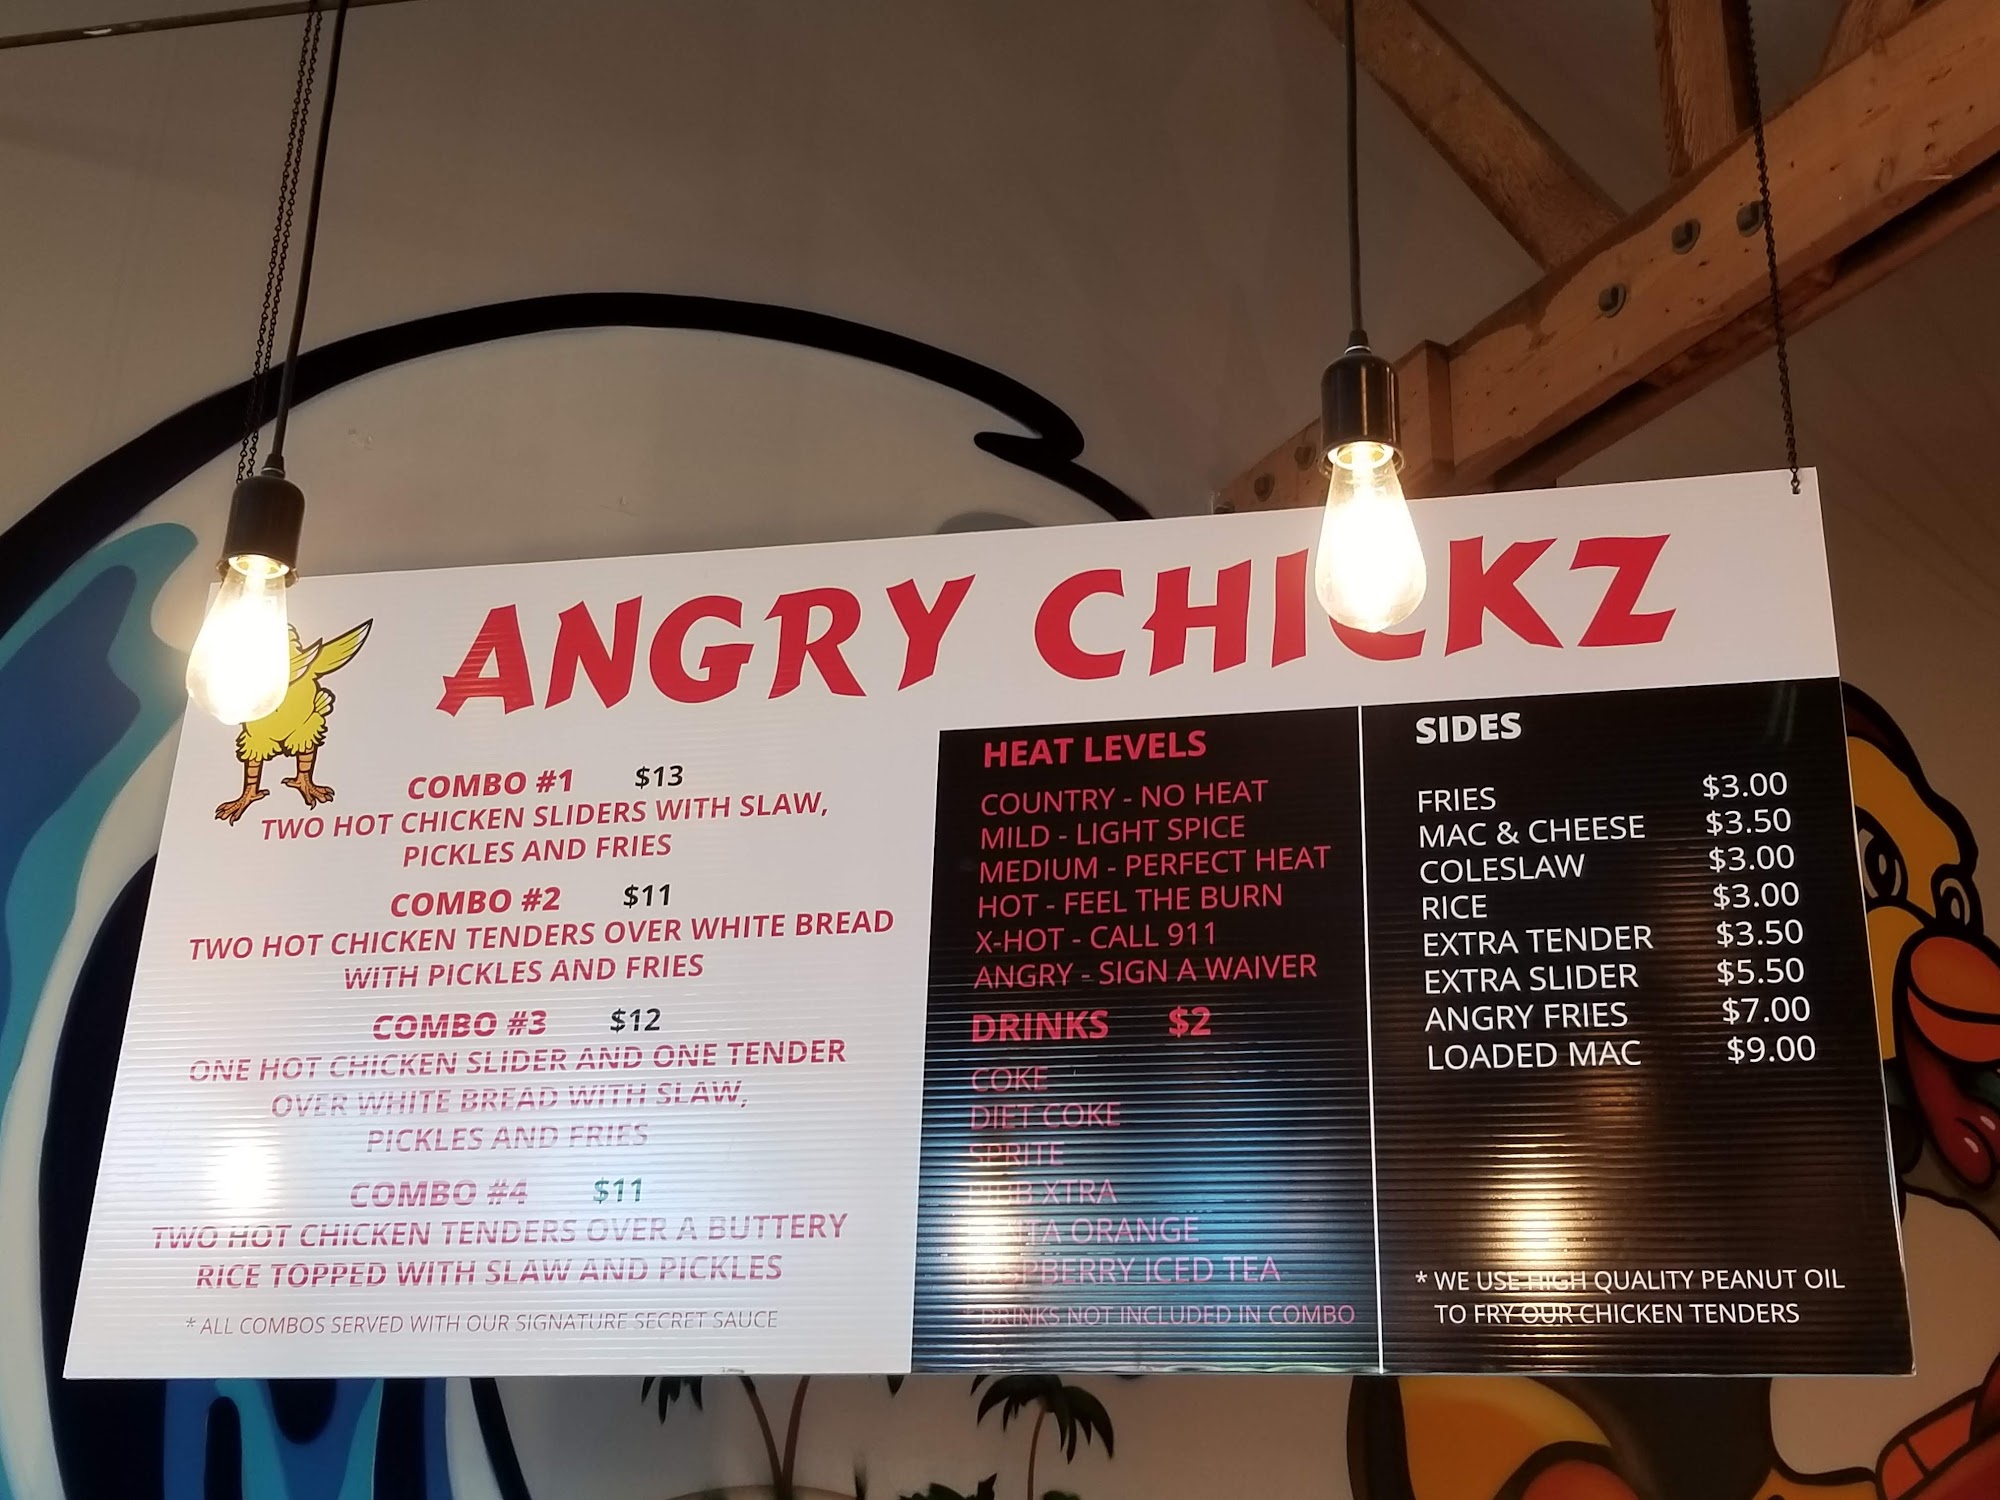 ANGRY CHICKZ
COMBO #1 $13
TWO HOT CHICKEN SLIDERS WITH SLAW,
PICKLES AND FRIES
COMBO #2 $11
TWO HOT CHICKEN TENDERS OVER WHITE BREAD
WITH PICKLES AND FRIES
COMBO #3 $12
ONE HOT CHICKEN SLIDER AND ONE TENDER
OVER WHITE BREAD WITH SLAW,
PICKLES AND FRIES
COMBO #4 $11
TWO HOT CHICKEN TENDERS OVER A BUTTERY
RICE TOPPED WITH SLAW AND PICKLES
* ALL COMBOS SERVED WITH OUR SIGNATURE SECRET SAUCE
HEAT LEVELS
COUNTRY - NO HEAT
MILD - LIGHT SPICE
MEDIUM - PERFECT HEAT
HOT - FEEL THE BURN
X-HOT - CALL 911
ANGRY - SIGN A WAIVER
DRINKS $2
COKE
DIET COKE
SPRITE
XTRA
ORANGE
RASPBERRY ICED TEA
* DRINKS NOT INCLUDED IN COMBO
SIDES
FRIES $3.00
MAC & CHEESE $3.50
COLESLAW $3.00
RICE $3.00
EXTRA TENDER $3.50
EXTRA SLIDER $5.50
ANGRY FRIES $7.00
LOADED MAC $9.00
* WE USE HIGH QUALITY PEANUT OIL
TO FRY OUR CHICKEN TENDERS